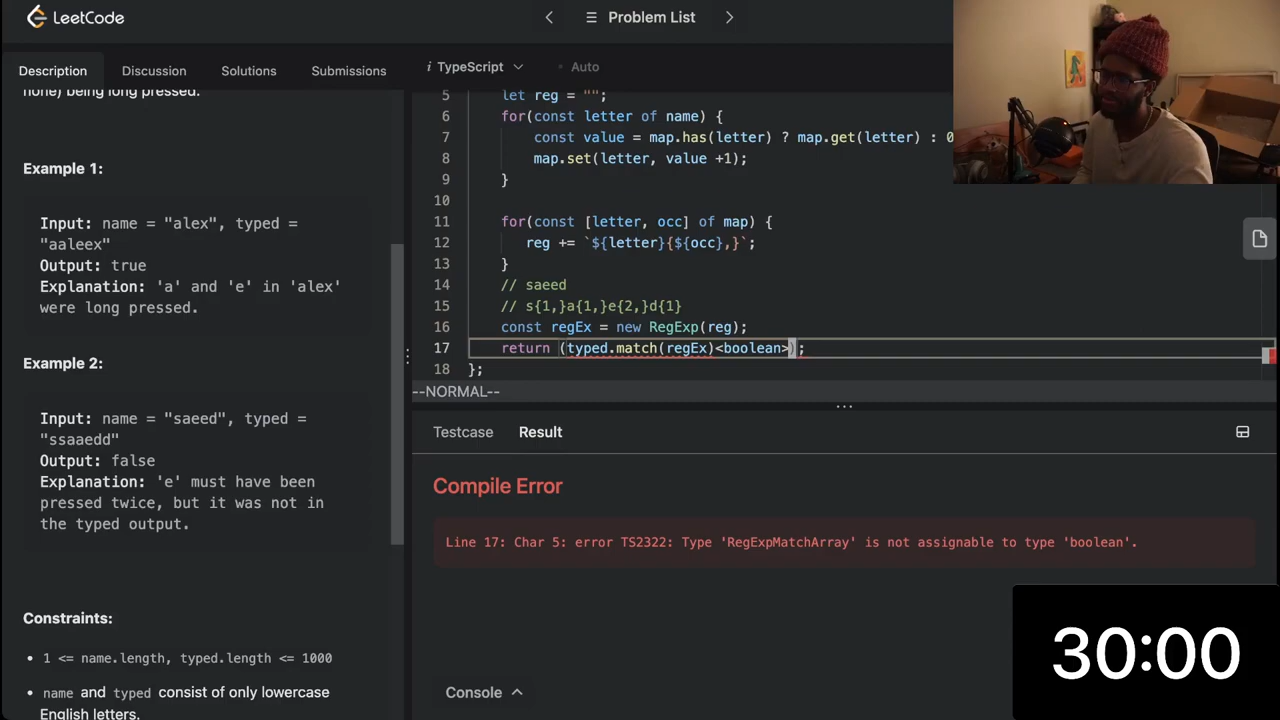 LeetCode
Problem List
Description
Discussion
Solutions
Submissions
none) being long pressed.
Example 1:
Input: name = "alex", typed =
"aaleex"
Output: true
Explanation: 'a' and 'e' in 'alex'
were long pressed.
Example 2:
Input: name = "saeed", typed =
"ssaaedd"
Output: false
Explanation: 'e' must have been
pressed twice, but it was not in
the typed output.
Constraints:
• 1 <= name.length, typed.length <= 1000
• name and typed consist of only lowercase
English letters.
i TypeScript
• Auto
5 let reg = "";
6 for(const letter of name) {
7 const value = map.has(letter) ? map.get(letter) : 0
8 map.set(letter, value +1);
9 }
10
11 for(const [letter, occ] of map) {
12 reg += `${letter}{${occ},}`;
13 }
14 // saeed
15 // s{1,}a{1,}e{2,}d{1}
16 const regEx = new RegExp(reg);
17 return (typed.match(regEx)<boolean>);
18 };
--NORMAL--
Testcase
Result
Compile Error
Line 17: Char 5: error TS2322: Type 'RegExpMatchArray' is not assignable to type 'boolean'.
Console
30:00